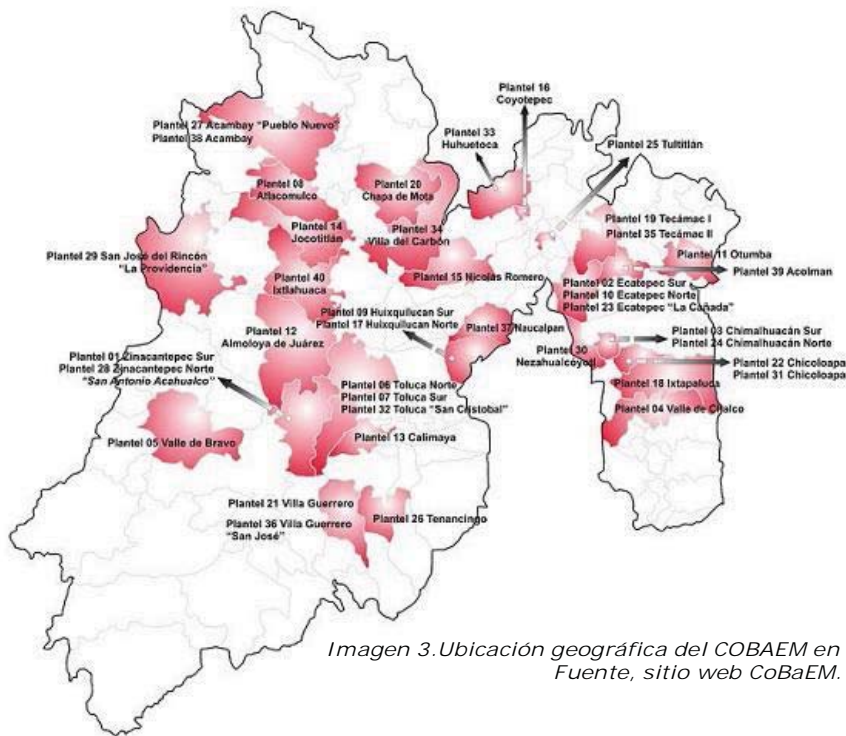 Plantel 16
Coyotepec
Plantel 33
Huhuetoca
Plantel 25 Tultitlán
Plantel 27 Acambay "Pueblo Nuevo"
Plantel 38 Acambay
Plantel 08
Atlacomulco
Plantel 20
Chapa de Mota
Plantel 19 Tecámac I
Plantel 35 Tecámac II
Plantel 14
Jocotitlán
Plantel 34
Villa del Carbón
Plantel 29 San José del Rincón
"La Providencia"
Plantel 11 Otumba
Plantel 39 Acolman
Plantel 40
Ixtlahuaca
Plantel 15 Nicolás Romero
Plantel 02 Ecatepec Sur
Plantel 10 Ecatepec Norte
Plantel 23 Ecatepec "La Cañada"
Plantel 09 Huixquilucan Sur
Plantel 17 Huixquilucan Norte
Plantel 37 Naucalpan
Plantel 12
Almoloya de Juárez
Plantel 03 Chimalhuacán Sur
Plantel 24 Chimalhuacán Norte
Plantel 30
Nezahualcóyotl
Plantel 01 Zinacantepec Sur
Plantel 28 Zinacantepec Norte
"San Antonio Acahualco"
Plantel 22 Chicoloapa
Plantel 31 Chicoloapa
Plantel 06 Toluca Norte
Plantel 07 Toluca Sur
Plantel 32 Toluca "San Cristobal"
Plantel 18 Ixtapaluca
Plantel 04 Valle de Chalco
Plantel 05 Valle de Bravo
Plantel 13 Calimaya
Plantel 21 Villa Guerrero
Plantel 36 Villa Guerrero
"San José"
Plantel 26 Tenancingo
Imagen 3.Ubicación geográfica del COBAEM en
Fuente, sitio web CoBaEM.